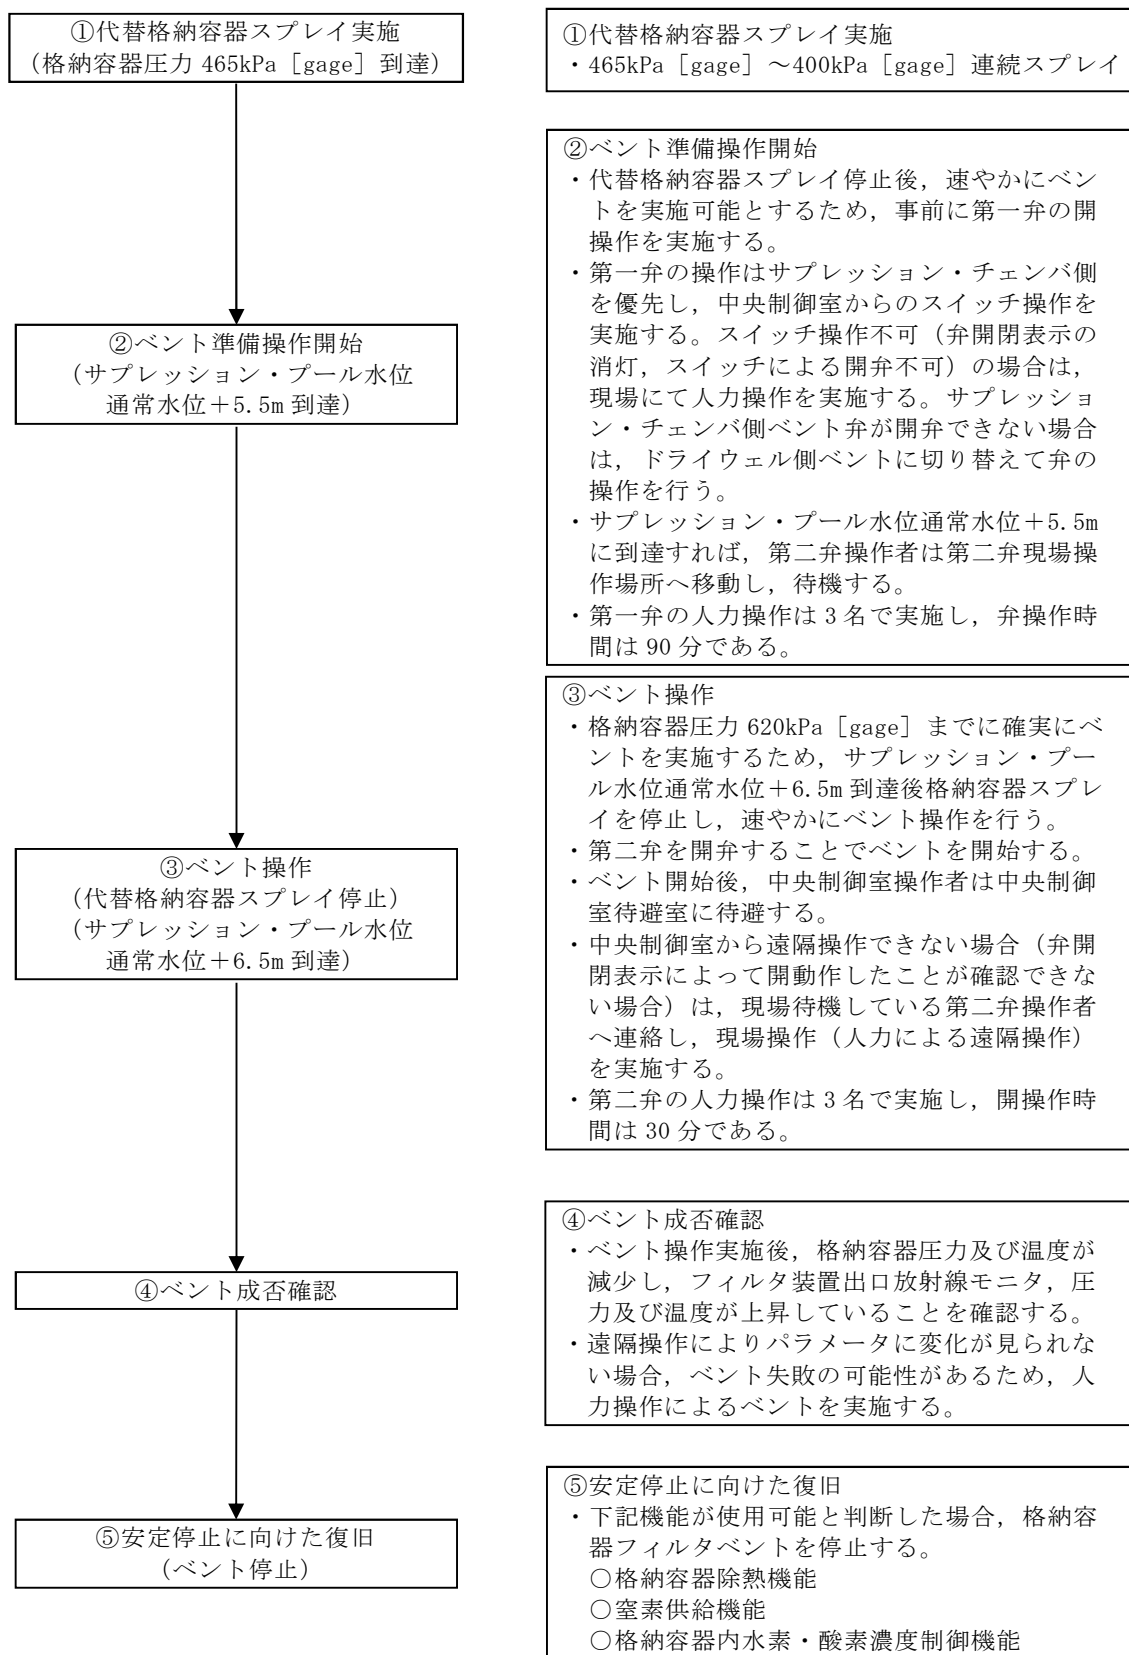 ①代替格納容器スプレイ実施
（格納容器圧力 465kPa［gage］到達）
①代替格納容器スプレイ実施
・465kPa［gage］～400kPa［gage］連続スプレイ
②ベント準備操作開始
・代替格納容器スプレイ停止後，速やかにベン
トを実施可能とするため，事前に第一弁の開
操作を実施する。
・第一弁の操作はサプレッション・チェンバ側
を優先し，中央制御室からのスイッチ操作を
実施する。スイッチ操作不可（弁開閉表示の
消灯，スイッチによる開弁不可）の場合は，
現場にて人力操作を実施する。サプレッショ
ン・チェンバ側ベント弁が開弁できない場合
は，ドライウェル側ベントに切り替えて弁の
操作を行う。
・サプレッション・プール水位通常水位＋5.5m
に到達すれば，第二弁操作者は第二弁現場操
作場所へ移動し，待機する。
・第一弁の人力操作は 3 名で実施し，弁操作時
間は 90 分である。
②ベント準備操作開始
（サプレッション・プール水位
通常水位＋5.5m 到達）
③ベント操作
・格納容器圧力 620kPa［gage］までに確実にベ
ントを実施するため，サプレッション・プー
ル水位通常水位＋6.5m 到達後格納容器スプレ
イを停止し，速やかにベント操作を行う。
・第二弁を開弁することでベントを開始する。
・ベント開始後，中央制御室操作者は中央制御
室待避室に待避する。
・中央制御室から遠隔操作できない場合（弁開
閉表示によって開動作したことが確認できな
い場合）は，現場待機している第二弁操作者
へ連絡し，現場操作（人力による遠隔操作）
を実施する。
・第二弁の人力操作は 3 名で実施し，開操作時
間は 30 分である。
③ベント操作
（代替格納容器スプレイ停止）
（サプレッション・プール水位
通常水位＋6.5m 到達）
④ベント成否確認
・ベント操作実施後，格納容器圧力及び温度が
減少し，フィルタ装置出口放射線モニタ，圧
力及び温度が上昇していることを確認する。
・遠隔操作によりパラメータに変化が見られな
い場合，ベント失敗の可能性があるため，人
力操作によるベントを実施する。
④ベント成否確認
⑤安定停止に向けた復旧
・下記機能が使用可能と判断した場合，格納容
器フィルタベントを停止する。
○格納容器除熱機能
○窒素供給機能
○格納容器内水素・酸素濃度制御機能
⑤安定停止に向けた復旧
（ベント停止）